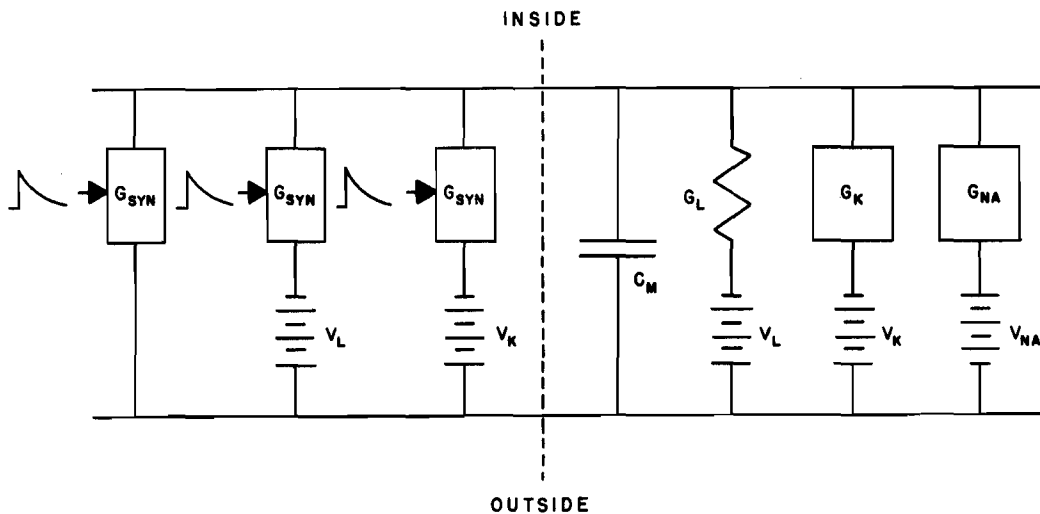 INSIDE
G_SYN
G_SYN
G_SYN
G_L
G_K
G_NA
C_M
V_L
V_K
V_L
V_K
V_NA
OUTSIDE